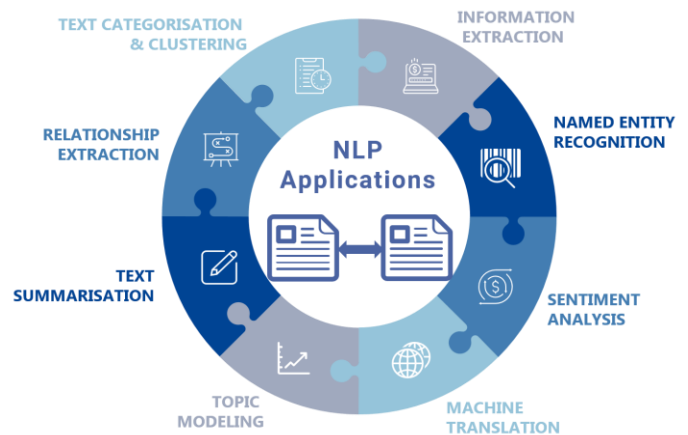 TEXT CATEGORISATION
& CLUSTERING
INFORMATION
EXTRACTION
NAMED ENTITY
RECOGNITION
RELATIONSHIP
EXTRACTION
NLP
Applications
TEXT
SUMMARISATION
SENTIMENT
ANALYSIS
TOPIC
MODELING
MACHINE
TRANSLATION